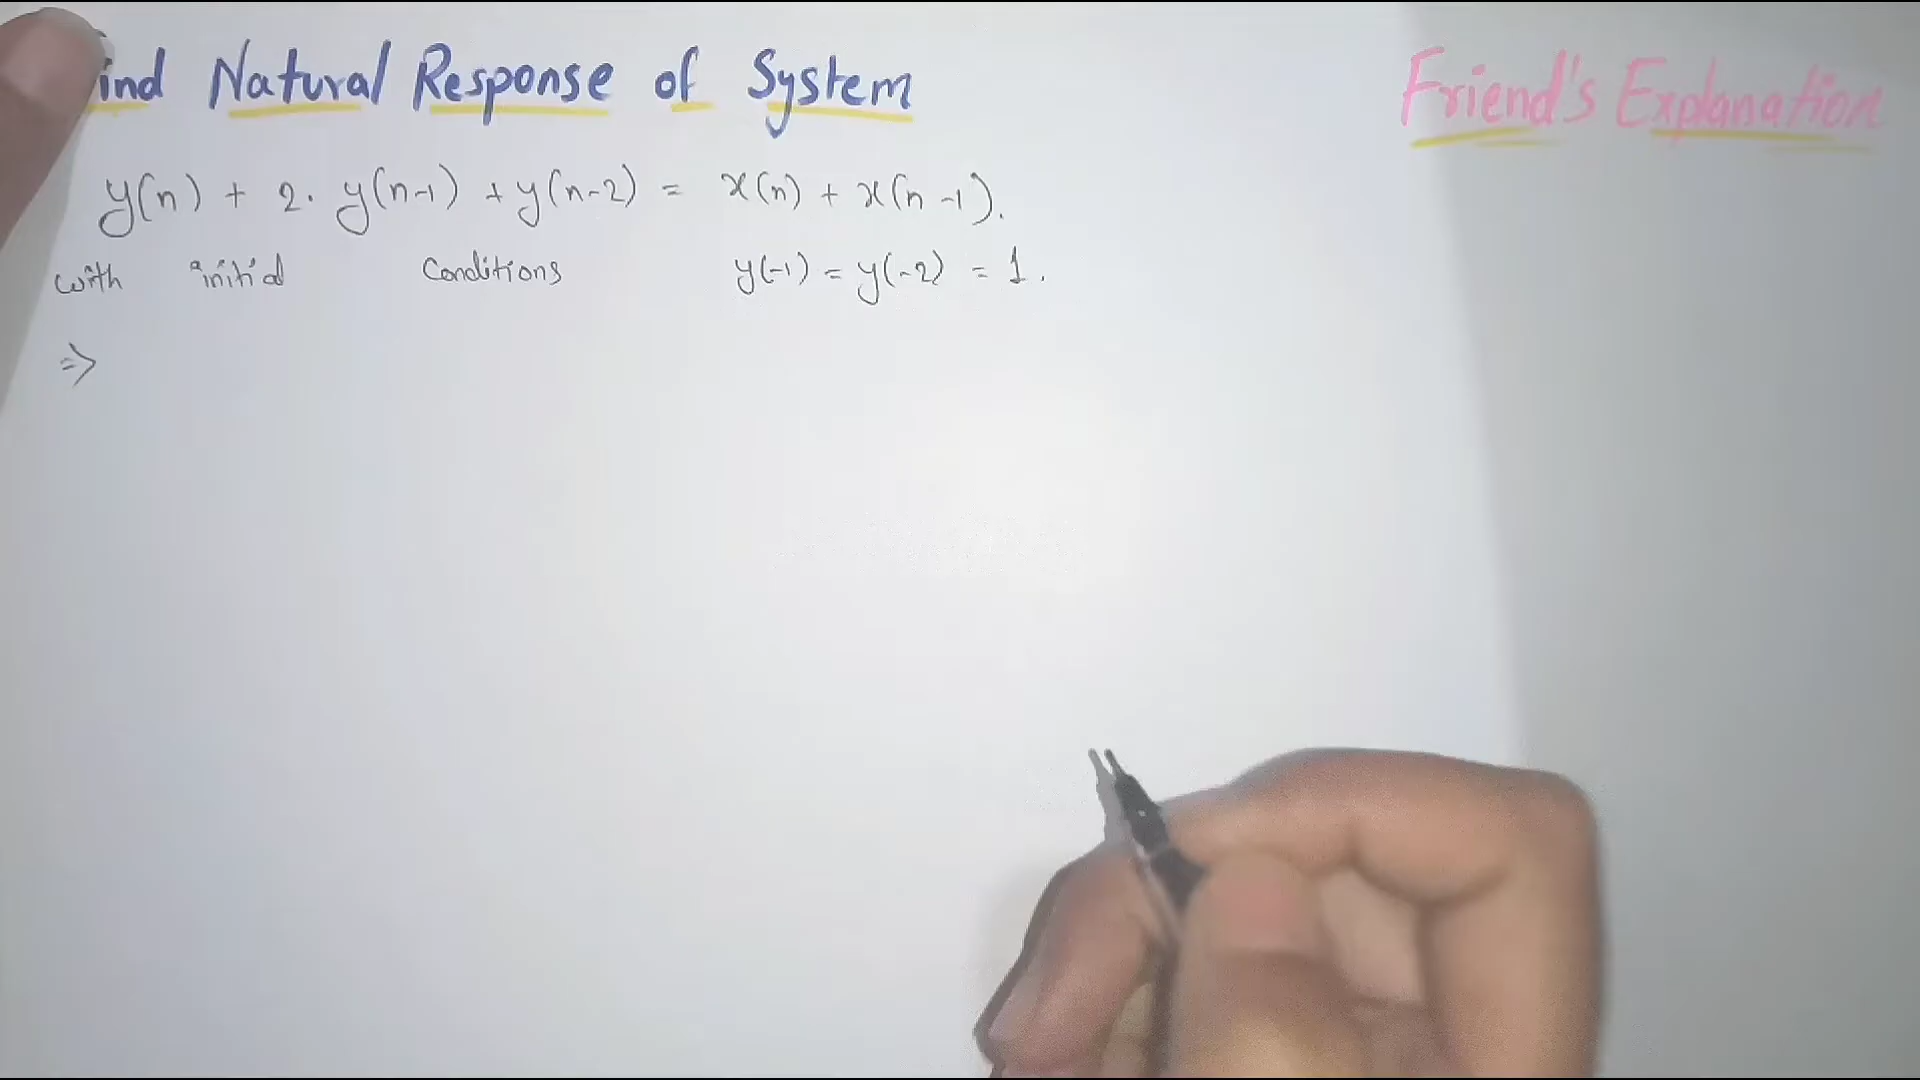 ind Natural Response of System
Friend's Explanation
y(n) + 2. y(n-1) + y(n-2) = x(n) + x(n-1).
with initial Conditions y(-1) = y(-2) = 1.
⇒